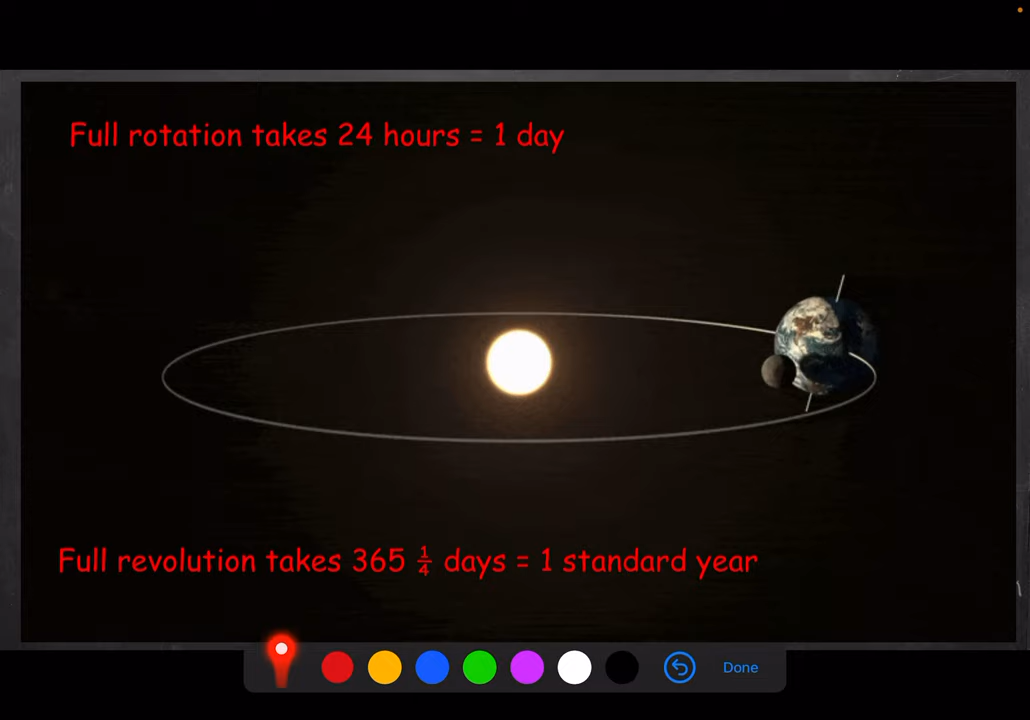 Full rotation takes 24 hours = 1 day
Full revolution takes 365 ¼ days = 1 standard year
Done